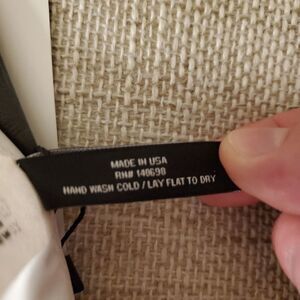 MADE IN USA
RN# 140690
HAND WASH COLD / LAY FLAT TO DRY